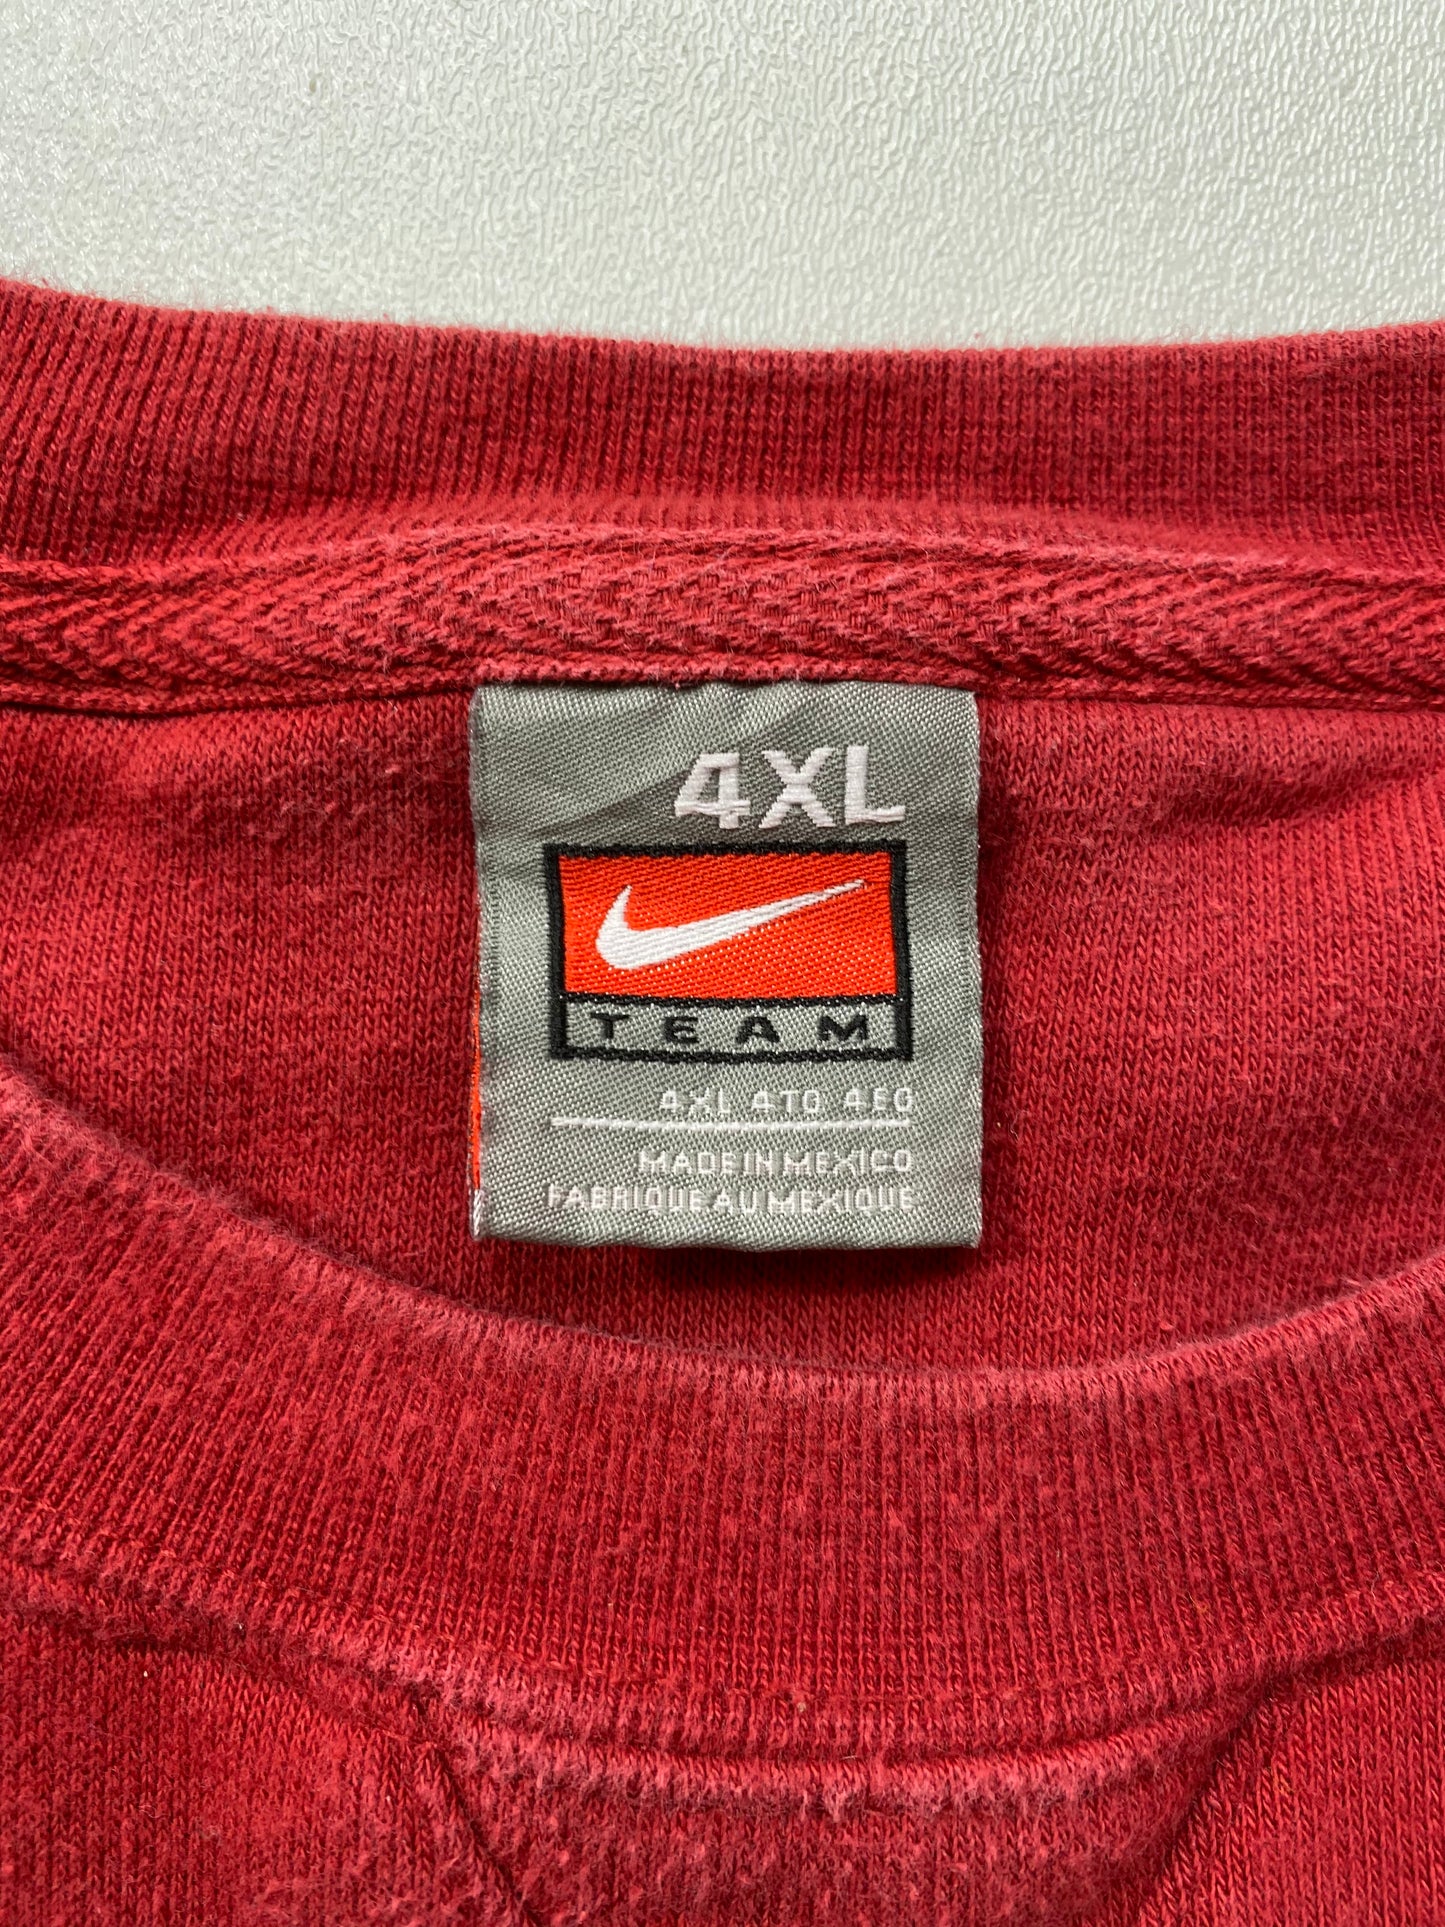 4XL
TEAM
4XL 4TG 4EG
MADE IN MEXICO
FABRIQUE AU MEXIQUE